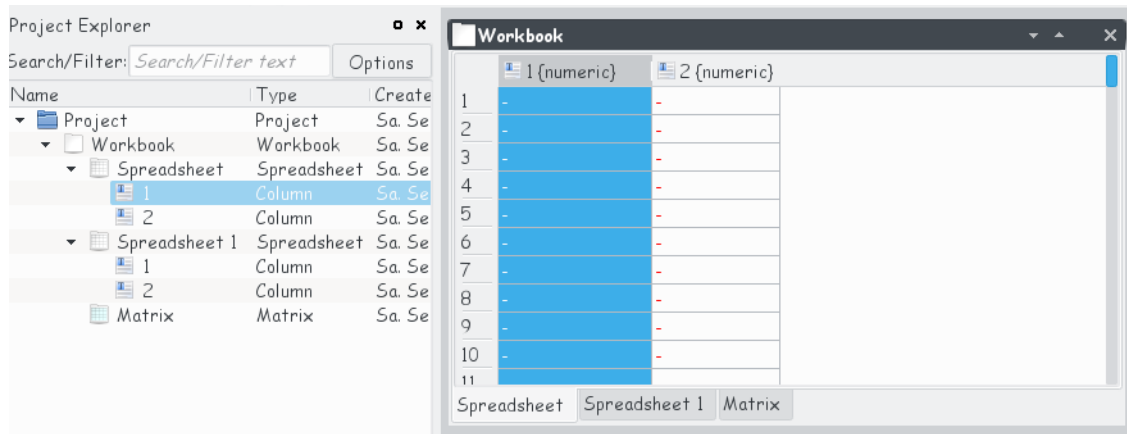 Project Explorer
Search/Filter: Search/Filter text Options
Name Type Create
Project Project Sa. Se
Workbook Workbook Sa. Se
Spreadsheet Spreadsheet Sa. Se
1 Column Sa. Se
2 Column Sa. Se
Spreadsheet 1 Spreadsheet Sa. Se
1 Column Sa. Se
2 Column Sa. Se
Matrix Matrix Sa. Se
Workbook
1 {numeric} 2 {numeric}
1 - -
2 - -
3 - -
4 - -
5 - -
6 - -
7 - -
8 - -
9 - -
10 - -
11
Spreadsheet Spreadsheet 1 Matrix